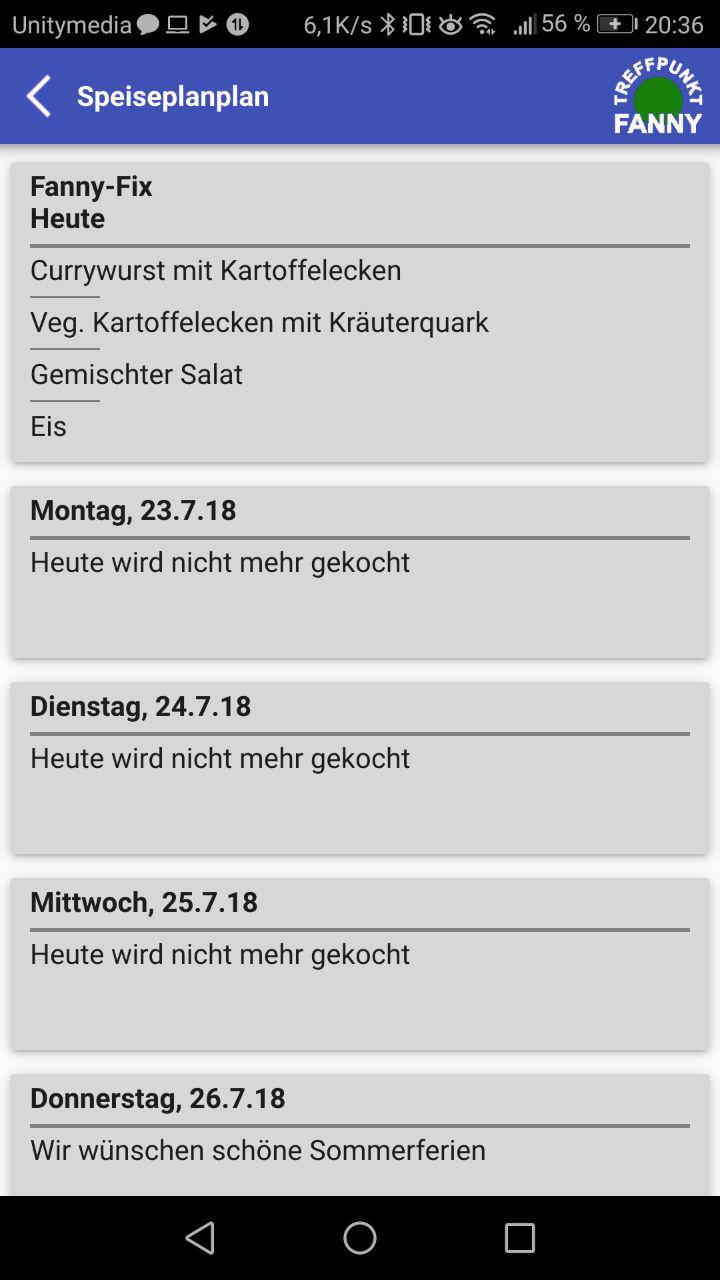 Unitymedia 6,1K/s 56 % 20:36
Speiseplanplan
TREFFPUNKT
FANNY
Fanny-Fix
Heute
Currywurst mit Kartoffelecken
Veg. Kartoffelecken mit Kräuterquark
Gemischter Salat
Eis
Montag, 23.7.18
Heute wird nicht mehr gekocht
Dienstag, 24.7.18
Heute wird nicht mehr gekocht
Mittwoch, 25.7.18
Heute wird nicht mehr gekocht
Donnerstag, 26.7.18
Wir wünschen schöne Sommerferien